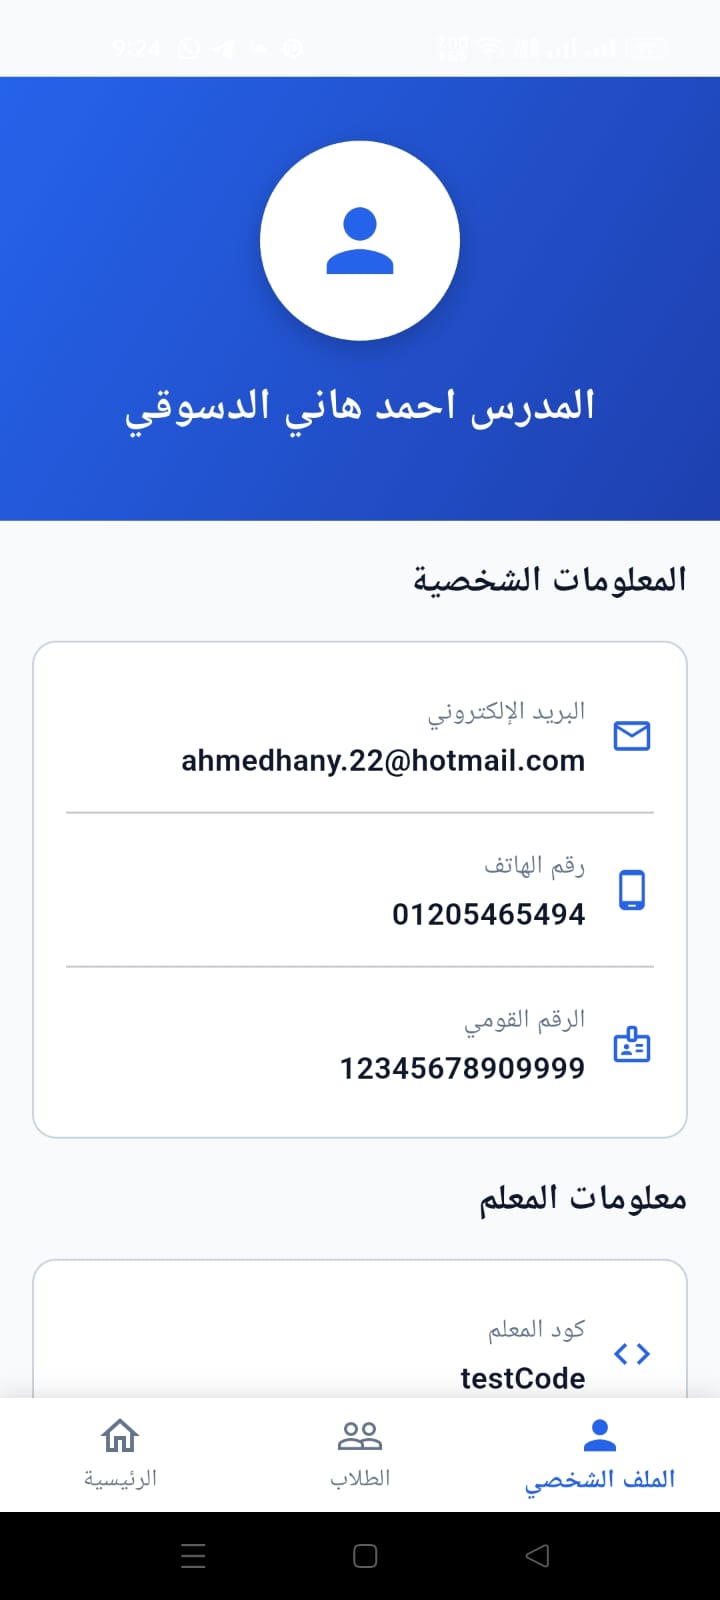 9:24
المدرس احمد هاني الدسوقي
المعلومات الشخصية
البريد الإلكتروني
ahmedhany.22@hotmail.com
رقم الهاتف
01205465494
الرقم القومي
12345678909999
معلومات المعلم
كود المعلم
testCode
الملف الشخصي
الطلاب
الرئيسية